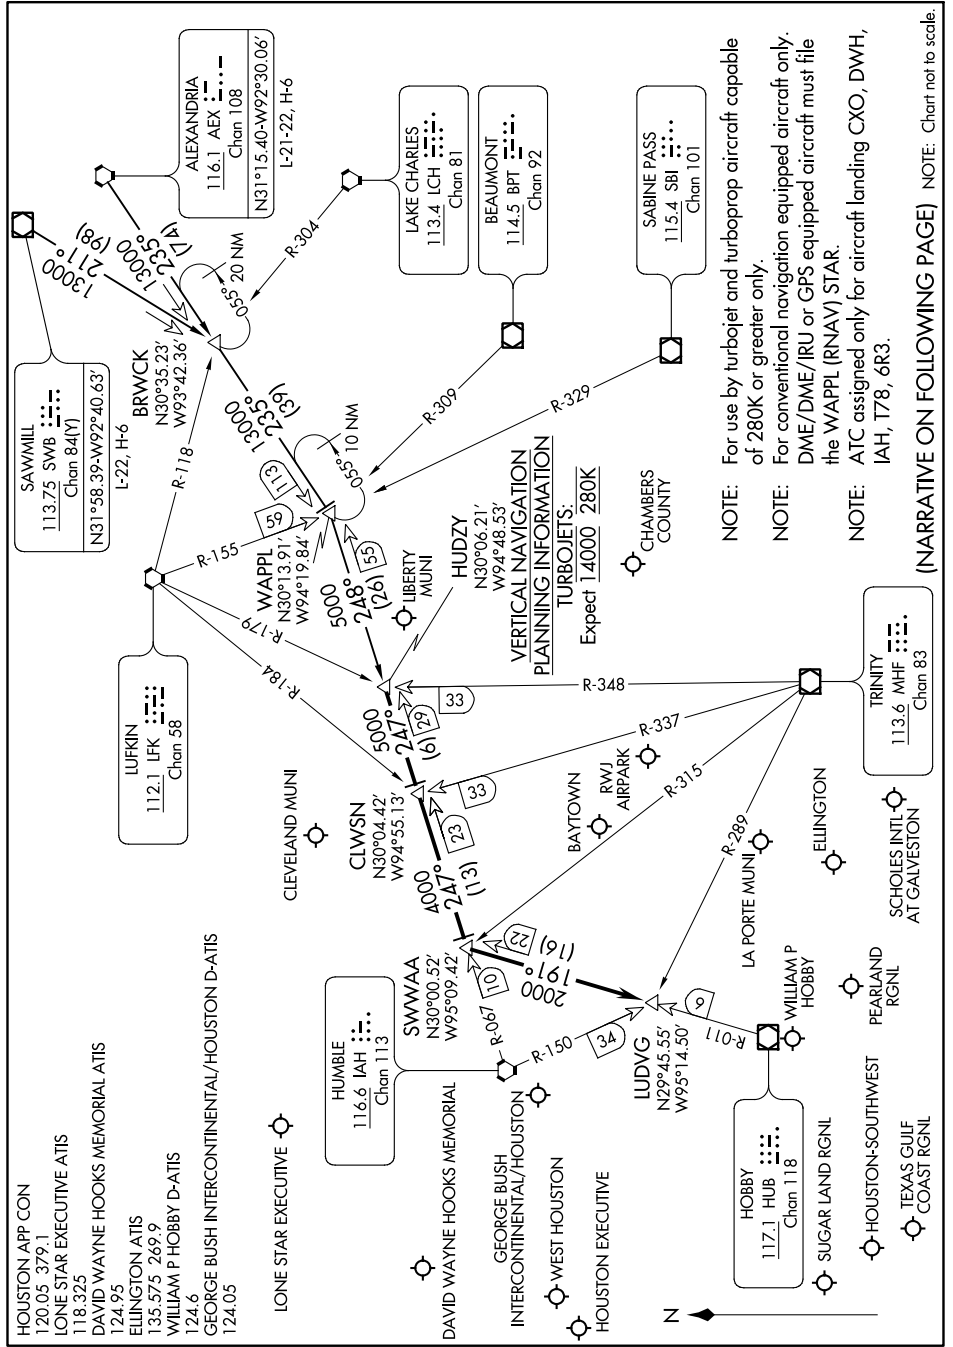 HOUSTON APP CON
120.05 379.1
LONE STAR EXECUTIVE ATIS
118.325
DAVID WAYNE HOOKS MEMORIAL ATIS
124.95
ELLINGTON ATIS
135.575 269.9
WILLIAM P HOBBY D-ATIS
124.6
GEORGE BUSH INTERCONTINENTAL/HOUSTON D-ATIS
124.05
SAWMILL
113.75 SWB
Chan 84(Y)
N31°58.39-W92°40.63'
L-22, H-6
ALEXANDRIA
116.1 AEX
Chan 108
N31°15.40-W92°30.06'
L-21-22, H-6
13000
211°
(98)
13000
235°
(74)
055°
20 NM
BRWCK
N30°35.23'
W93°42.36'
R-304
R-118
LAKE CHARLES
113.4 LCH
Chan 81
BEAUMONT
114.5 BPT
Chan 92
SABINE PASS
115.4 SBI
Chan 101
13000
235°
(39)
055°
10 NM
113
R-309
R-329
LUFKIN
112.1 LFK
Chan 58
R-155
59
R-179
R-184
WAPPL
N30°13.91'
W94°19.84'
55
5000
248°
(26)
LIBERTY
MUNI
HUDZY
N30°06.21'
W94°48.53'
VERTICAL NAVIGATION
PLANNING INFORMATION
TURBOJETS:
Expect 14000 280K
CHAMBERS
COUNTY
5000
247°
(6)
29
33
R-348
CLEVELAND MUNI
CLWSN
N30°04.42'
W94°55.13'
23
33
R-337
4000
247°
(13)
BAYTOWN
RWJ
AIRPARK
R-315
R-289
TRINITY
113.6 MHF
Chan 83
LA PORTE MUNI
ELLINGTON
SCHOLES INTL
AT GALVESTON
SWWAA
N30°00.52'
W95°09.42'
22
10
R-067
2000
191°
(16)
HUMBLE
116.6 IAH
Chan 113
R-150
34
LUDVG
N29°45.55'
W95°14.50'
9
R-011
WILLIAM P
HOBBY
PEARLAND
RGNL
HOBBY
117.1 HUB
Chan 118
LONE STAR EXECUTIVE
DAVID WAYNE HOOKS MEMORIAL
GEORGE BUSH
INTERCONTINENTAL/HOUSTON
WEST HOUSTON
HOUSTON EXECUTIVE
SUGAR LAND RGNL
HOUSTON-SOUTHWEST
TEXAS GULF
COAST RGNL
N
NOTE: For use by turbojet and turboprop aircraft capable
of 280K or greater only.
NOTE: For conventional navigation equipped aircraft only.
DME/DME/IRU or GPS equipped aircraft must file
the WAPPL (RNAV) STAR.
NOTE: ATC assigned only for aircraft landing CXO, DWH,
IAH, T78, 6R3.
(NARRATIVE ON FOLLOWING PAGE) NOTE: Chart not to scale.